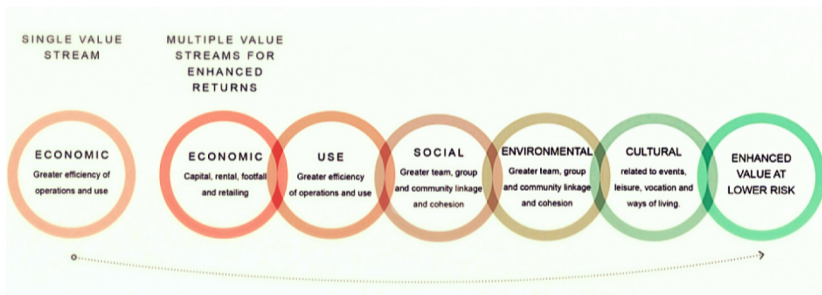 SINGLE VALUE
STREAM
MULTIPLE VALUE
STREAMS FOR
ENHANCED
RETURNS
ECONOMIC
Greater efficiency of
operations and use
ECONOMIC
Capital, rental, footfall
and retailing
USE
Greater efficiency
of operations and use
SOCIAL
Greater team, group
and community linkage
and cohesion
ENVIRONMENTAL
Greater team, group
and community linkage
and cohesion
CULTURAL
related to events,
leisure, vocation and
ways of living.
ENHANCED
VALUE AT
LOWER RISK